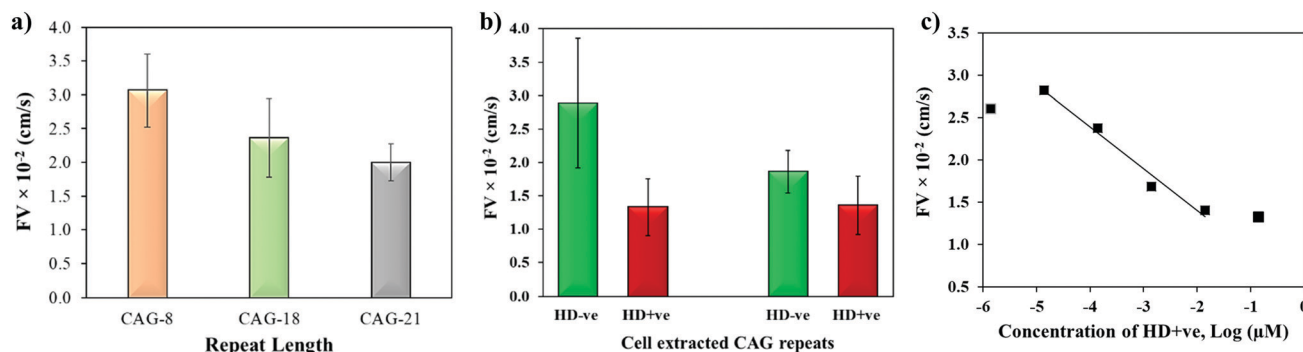 a)
FV × 10⁻² (cm/s)
4.0
3.5
3.0
2.5
2.0
1.5
1.0
0.5
0.0
CAG-8 CAG-18 CAG-21
Repeat Length
b)
FV × 10⁻² (cm/s)
4.0
3.5
3.0
2.5
2.0
1.5
1.0
0.5
0.0
HD-ve HD+ve HD-ve HD+ve
Cell extracted CAG repeats
c)
FV × 10⁻² (cm/s)
3.5
3.0
2.5
2.0
1.5
1.0
0.5
0.0
-6 -5 -4 -3 -2 -1 0
Concentration of HD+ve, Log (μM)